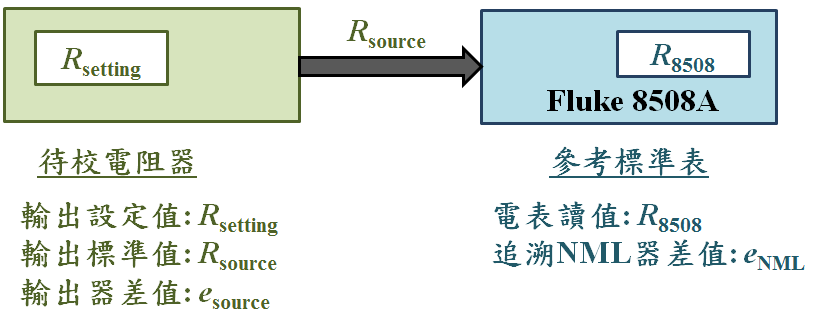 R_setting
R_source
R_8508
Fluke 8508A
待校電阻器
輸出設定值: R_setting
輸出標準值: R_source
輸出器差值: e_source
參考標準表
電表讀值: R_8508
追溯NML器差值: e_NML